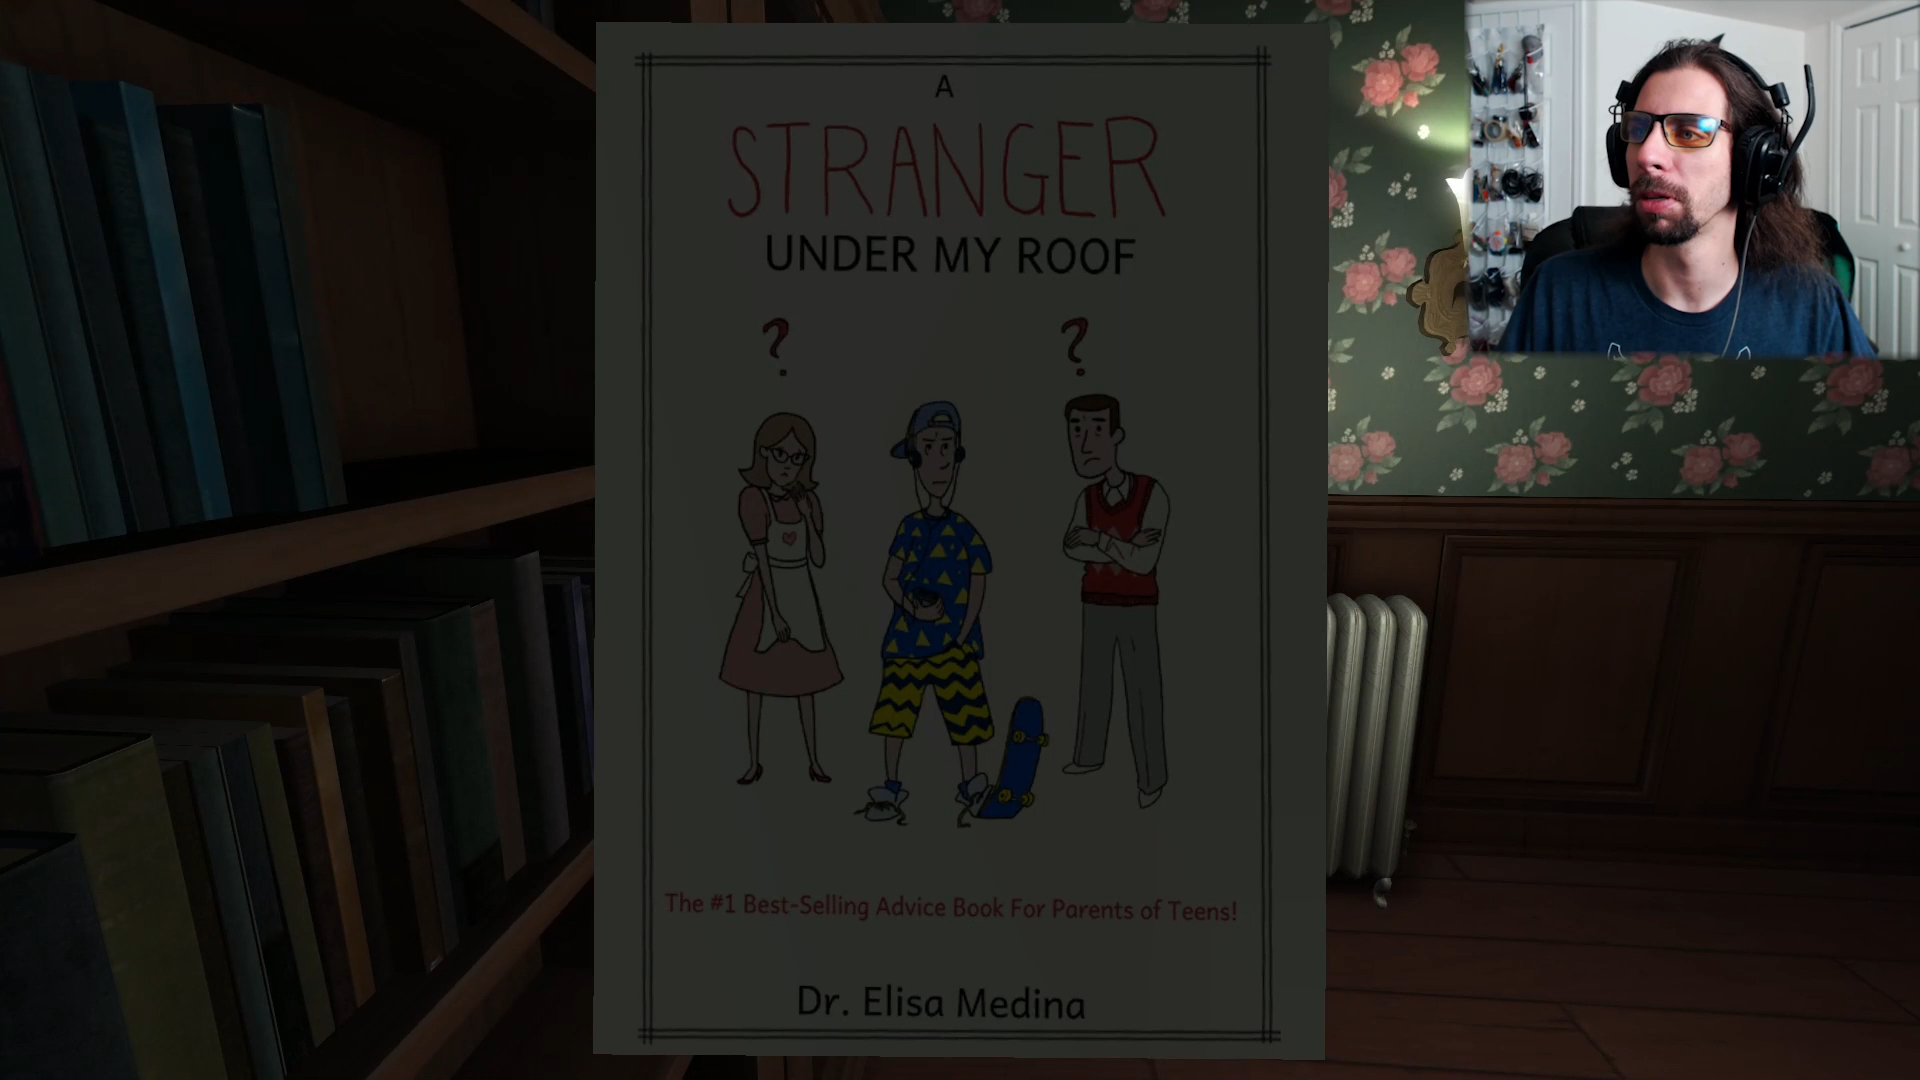 A
STRANGER
UNDER MY ROOF
? ?
The #1 Best-Selling Advice Book For Parents of Teens!
Dr. Elisa Medina